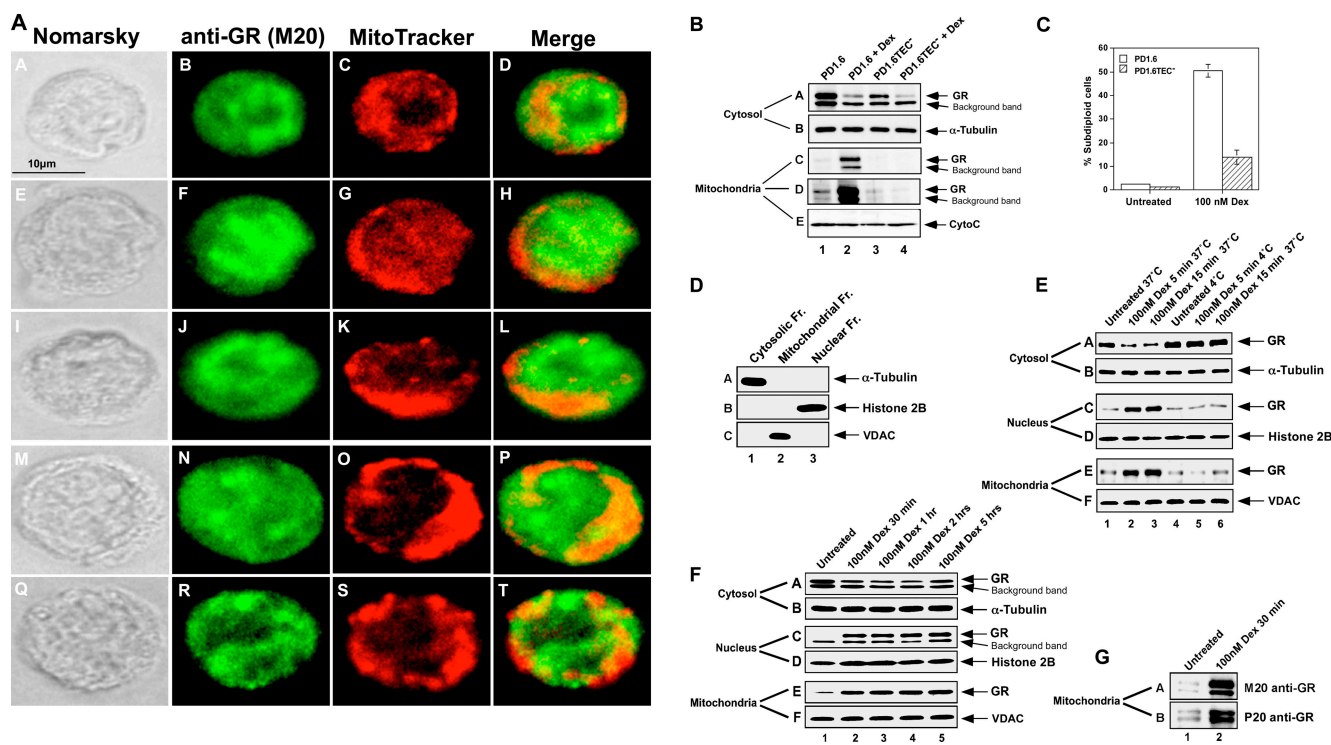 A
Nomarsky anti-GR (M20) MitoTracker Merge
A B C D
10µm
E F G H
I J K L
M N O P
Q R S T
B
PD1.6
PD1.6 + Dex
PD1.6TEC⁻
PD1.6TEC⁻ + Dex
Cytosol
A GR
Background band
B α-Tubulin
Mitochondria
C GR
Background band
D GR
Background band
E CytoC
1 2 3 4
C
% Subdiploid cells
60
50
40
30
20
10
0
PD1.6
PD1.6TEC⁻
Untreated 100 nM Dex
D
Cytosolic Fr.
Mitochondrial Fr.
Nuclear Fr.
A α-Tubulin
B Histone 2B
C VDAC
1 2 3
E
Untreated 37˚C
100nM Dex 5 min 37˚C
100nM Dex 15 min 37˚C
Untreated 4˚C
100nM Dex 5 min 4˚C
100nM Dex 15 min 37˚C
Cytosol
A GR
B α-Tubulin
Nucleus
C GR
D Histone 2B
Mitochondria
E GR
F VDAC
1 2 3 4 5 6
F
Untreated
100nM Dex 30 min
100nM Dex 1 hr
100nM Dex 2 hrs
100nM Dex 5 hrs
Cytosol
A GR
Background band
B α-Tubulin
Nucleus
C GR
Background band
D Histone 2B
Mitochondria
E GR
F VDAC
1 2 3 4 5
G
Untreated
100nM Dex 30 min
Mitochondria
A M20 anti-GR
B P20 anti-GR
1 2